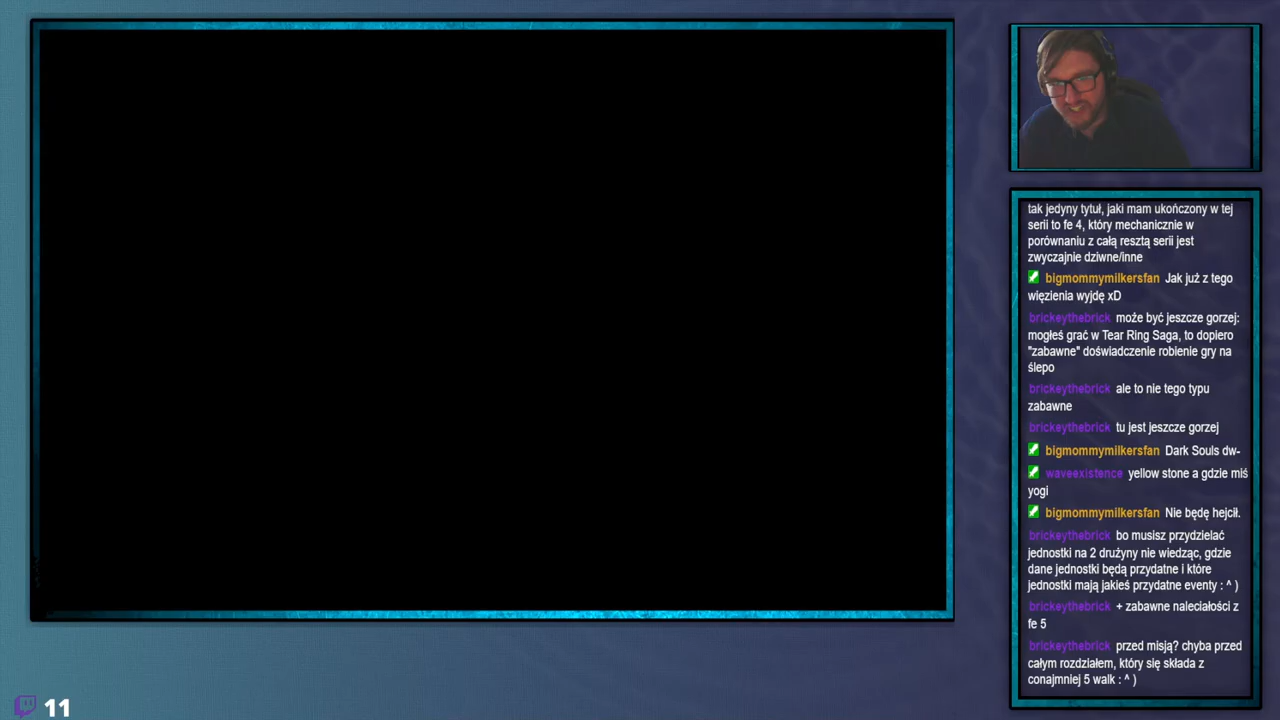 tak jedyny tytuł, jaki mam ukończony w tej
serii to fe 4, który mechanicznie w
porównaniu z całą resztą serii jest
zwyczajnie dziwne/inne
bigmommymilkersfan Jak już z tego
więzienia wyjdę xD
brickeythebrick może być jeszcze gorzej:
mogłeś grać w Tear Ring Saga, to dopiero
"zabawne" doświadczenie robienie gry na
ślepo
brickeythebrick ale to nie tego typu
zabawne
brickeythebrick tu jest jeszcze gorzej
bigmommymilkersfan Dark Souls dw-
waveexistence yellow stone a gdzie miś
yogi
bigmommymilkersfan Nie będę hejcił.
brickeythebrick bo musisz przydzielać
jednostki na 2 drużyny nie wiedząc, gdzie
dane jednostki będą przydatne i które
jednostki mają jakieś przydatne eventy : ^ )
brickeythebrick + zabawne naleciałości z
fe 5
brickeythebrick przed misją? chyba przed
całym rozdziałem, który się składa z
conajmniej 5 walk : ^ )
11